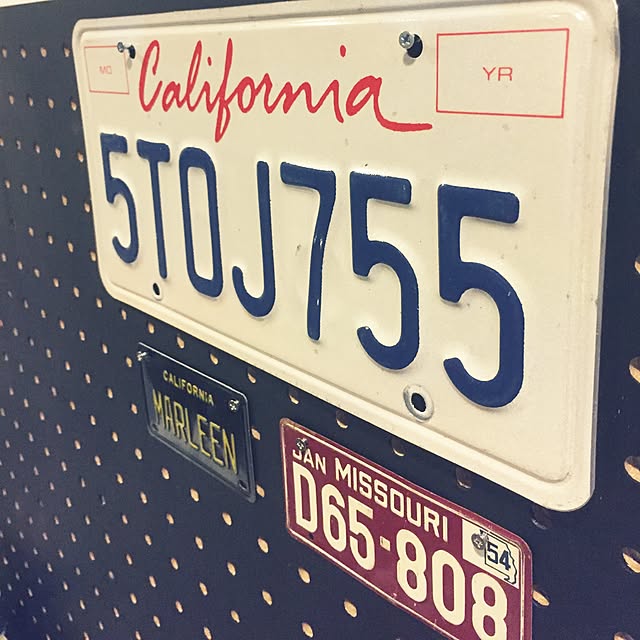 MO California YR
5TOJ755
CALIFORNIA
MARLEEN
JAN MISSOURI 54
D65-808